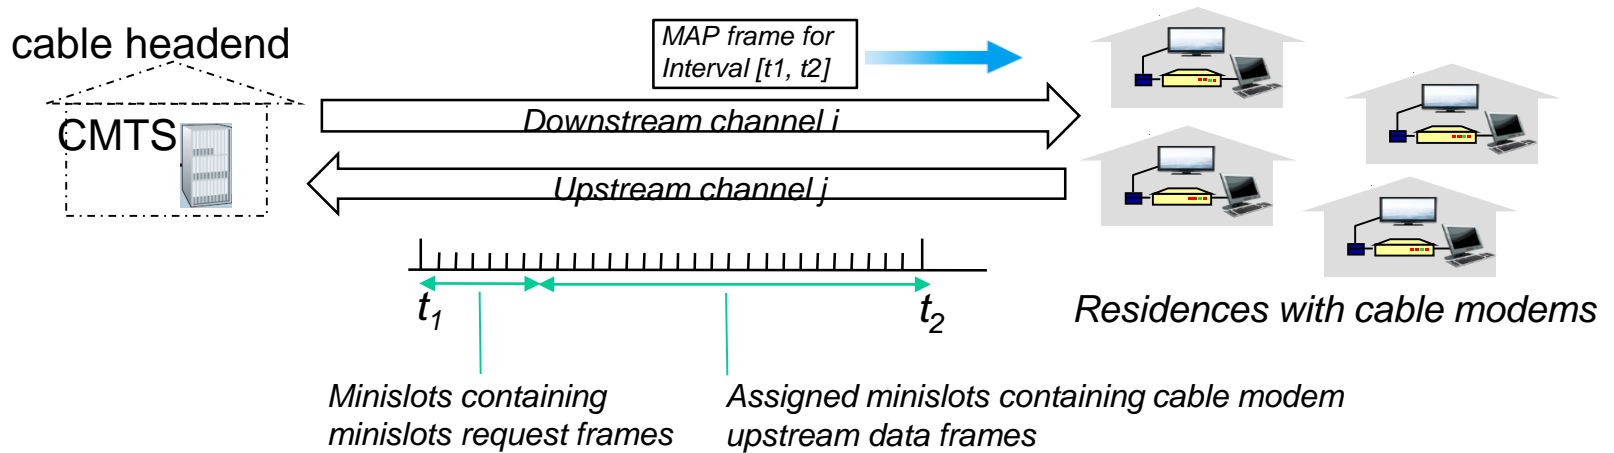 cable headend
MAP frame for
Interval [t1, t2]
CMTS
Downstream channel i
Upstream channel j
t1
t2
Residences with cable modems
Minislots containing
minislots request frames
Assigned minislots containing cable modem
upstream data frames